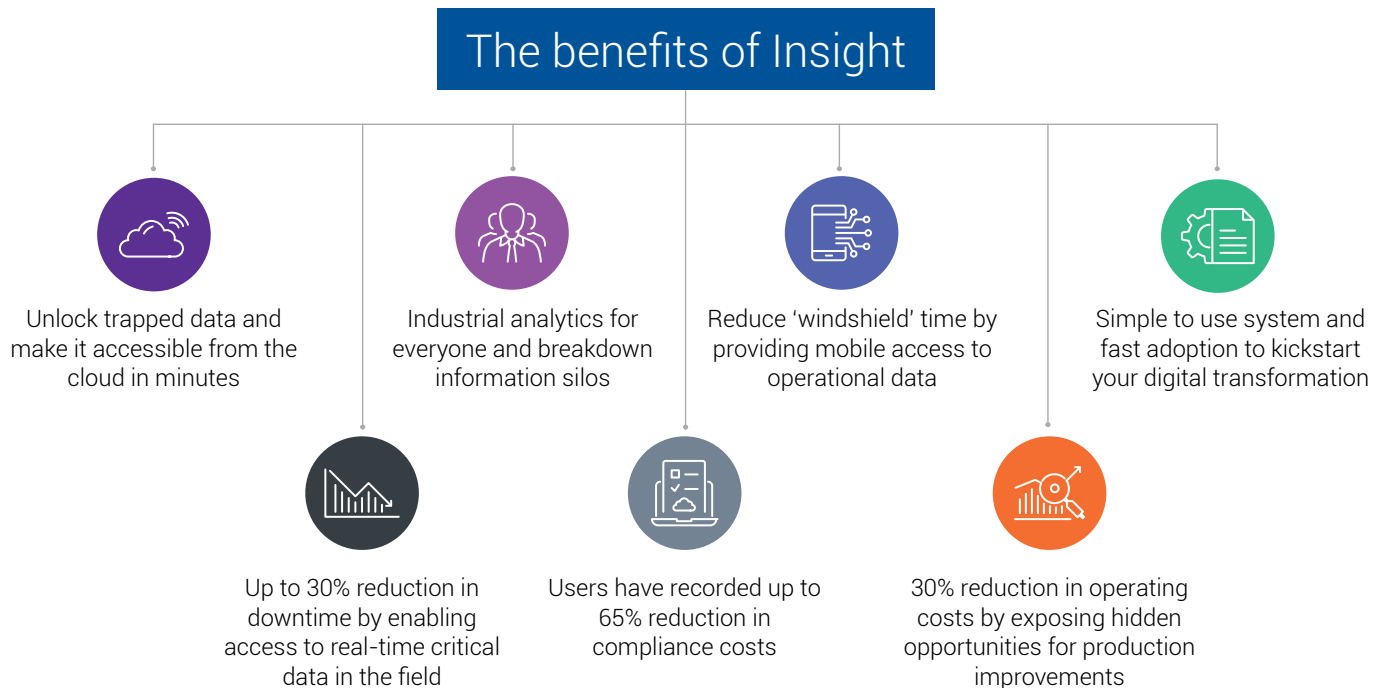 The benefits of Insight
Unlock trapped data and
make it accessible from the
cloud in minutes
Industrial analytics for
everyone and breakdown
information silos
Reduce ‘windshield’ time by
providing mobile access to
operational data
Simple to use system and
fast adoption to kickstart
your digital transformation
Up to 30% reduction in
downtime by enabling
access to real-time critical
data in the field
Users have recorded up to
65% reduction in
compliance costs
30% reduction in operating
costs by exposing hidden
opportunities for production
improvements